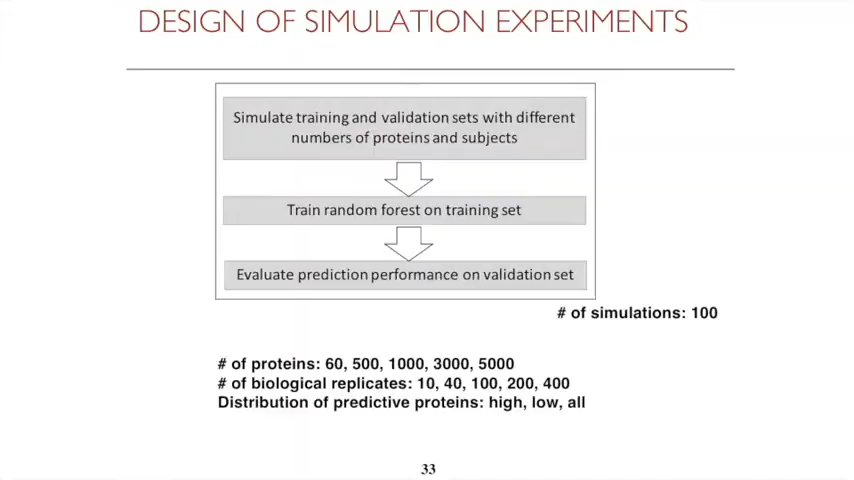 DESIGN OF SIMULATION EXPERIMENTS
Simulate training and validation sets with different
numbers of proteins and subjects
Train random forest on training set
Evaluate prediction performance on validation set
# of simulations: 100
# of proteins: 60, 500, 1000, 3000, 5000
# of biological replicates: 10, 40, 100, 200, 400
Distribution of predictive proteins: high, low, all
33